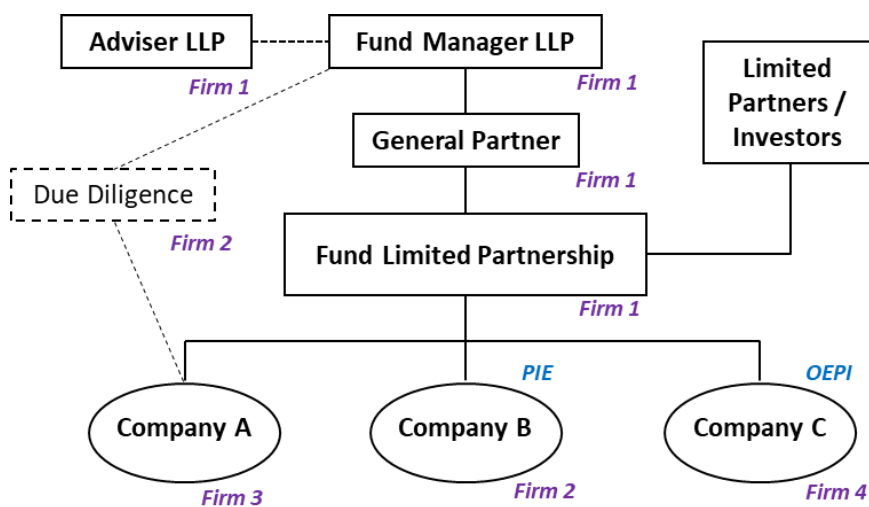 Adviser LLP
Firm 1
Fund Manager LLP
Firm 1
Limited
Partners /
Investors
General Partner
Firm 1
Due Diligence
Firm 2
Fund Limited Partnership
Firm 1
Company A
Firm 3
PIE
Company B
Firm 2
OEPI
Company C
Firm 4